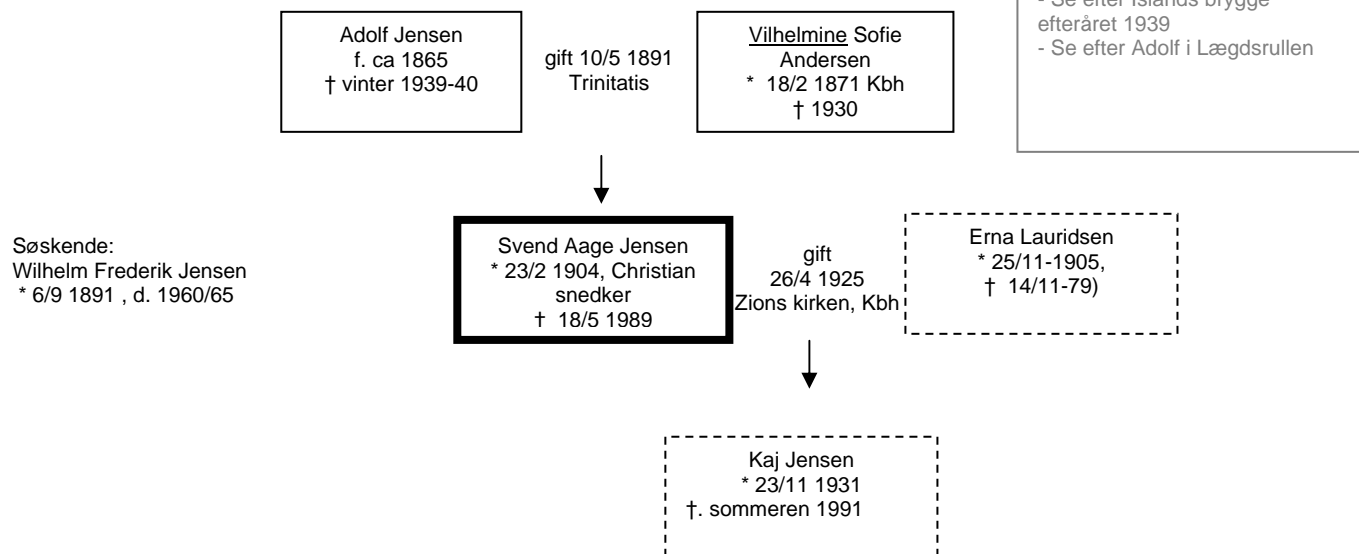 - Se efter Islands brygge
efteråret 1939
- Se efter Adolf i Lægdsrullen
Adolf Jensen
f. ca 1865
† vinter 1939-40
gift 10/5 1891
Trinitatis
Vilhelmine Sofie
Andersen
* 18/2 1871 Kbh
† 1930
Søskende:
Wilhelm Frederik Jensen
* 6/9 1891 , d. 1960/65
Svend Aage Jensen
* 23/2 1904, Christian
snedker
† 18/5 1989
gift
26/4 1925
Zions kirken, Kbh
Erna Lauridsen
* 25/11-1905,
† 14/11-79)
Kaj Jensen
* 23/11 1931
†. sommeren 1991